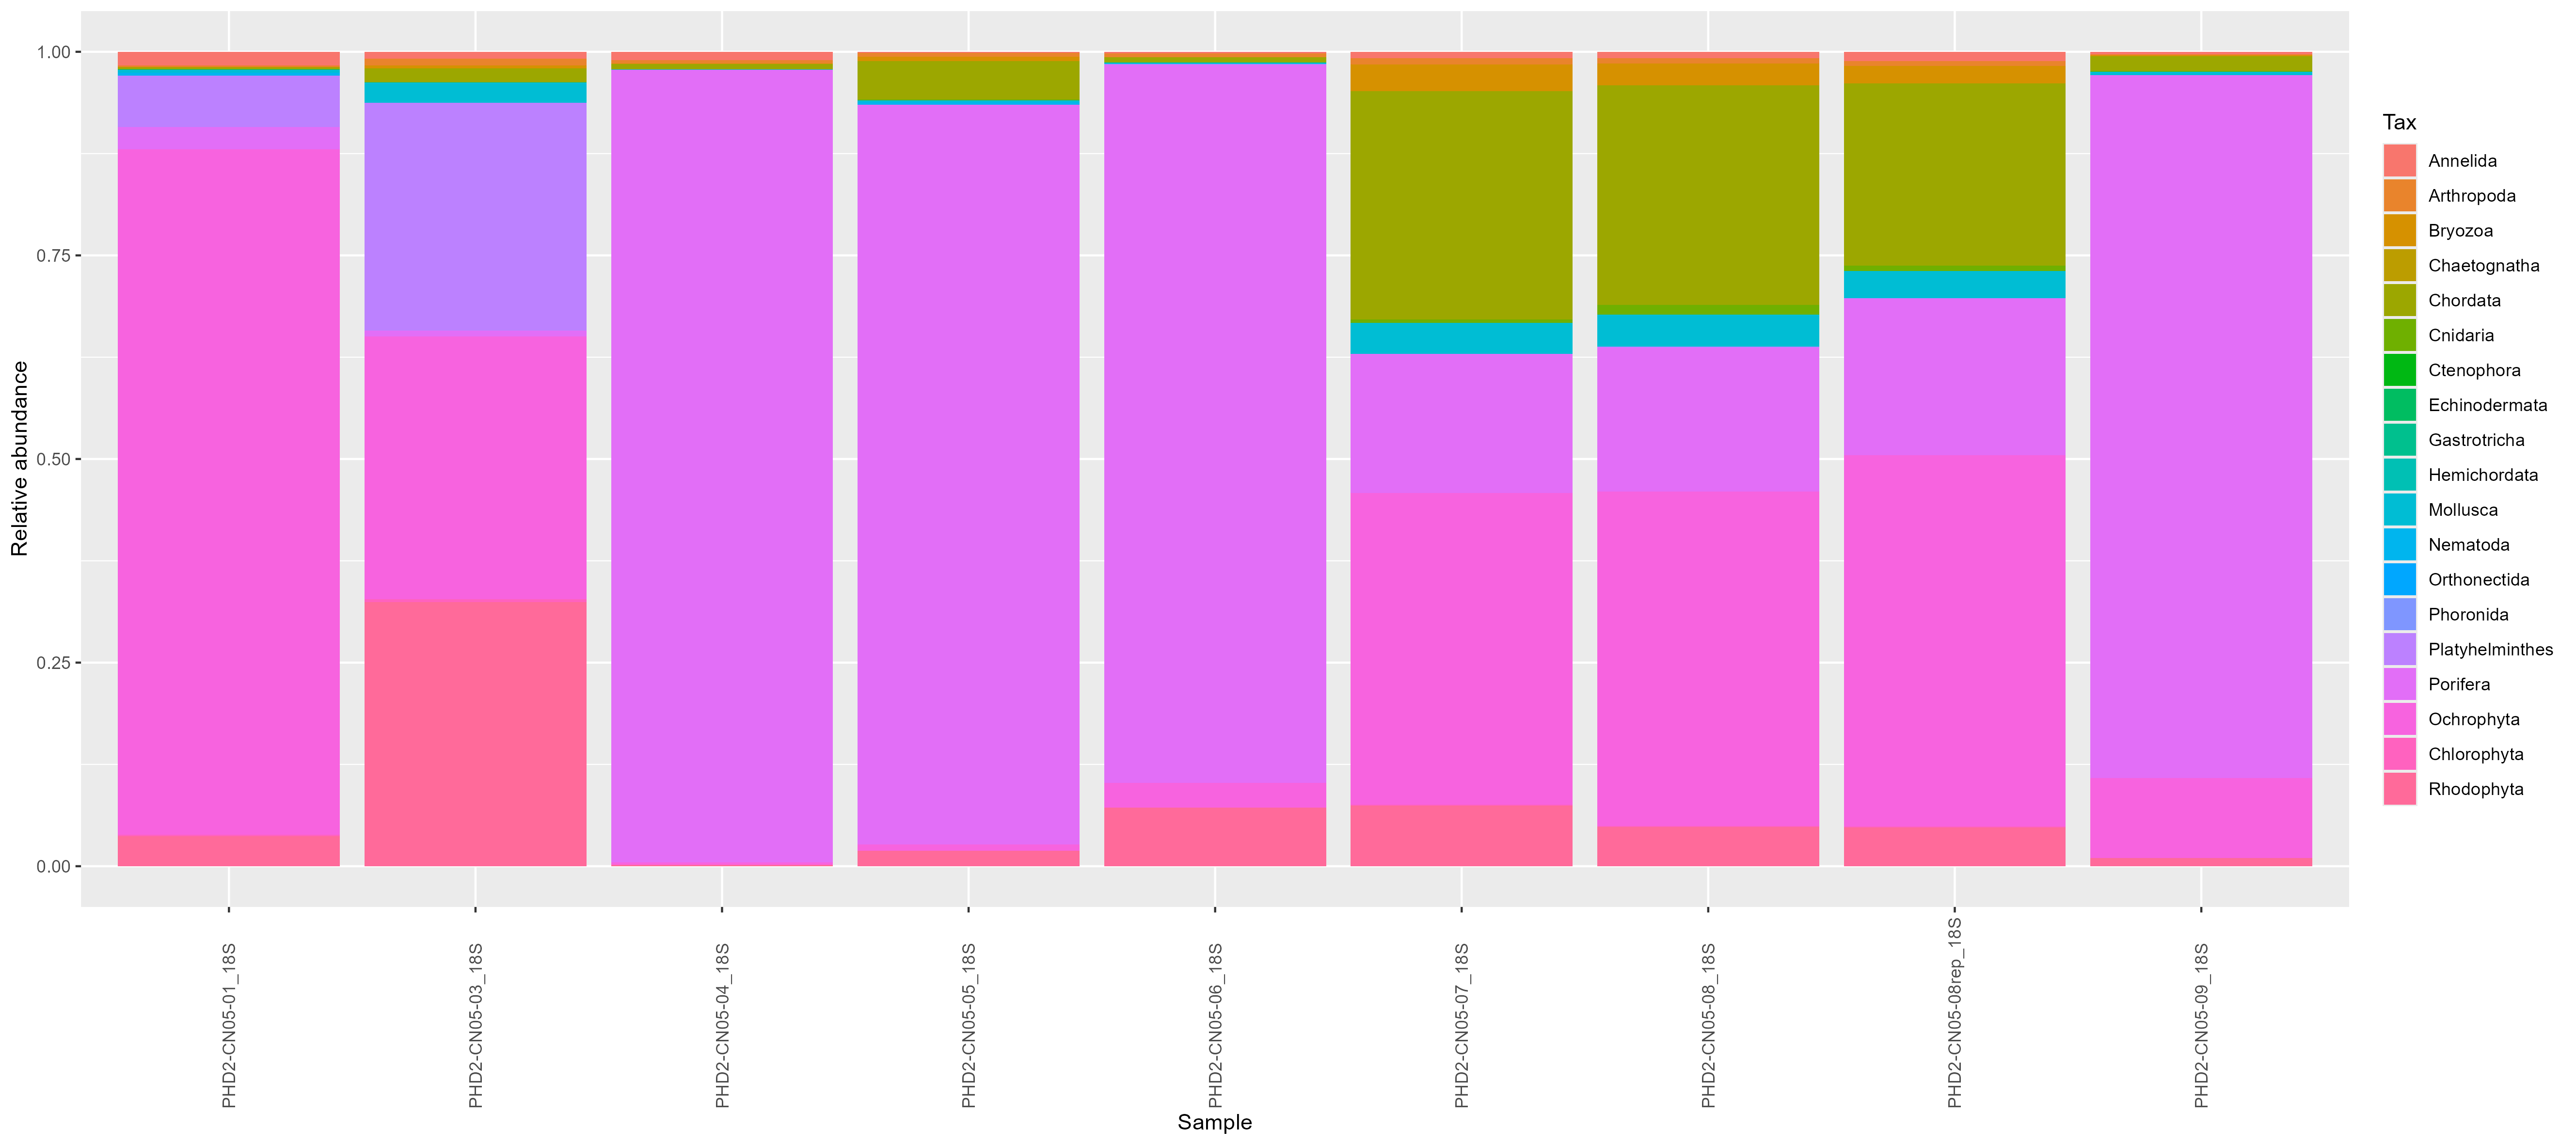 1.00
0.75
0.50
0.25
0.00
Relative abundance
PHD2-CN05-01_18S
PHD2-CN05-03_18S
PHD2-CN05-04_18S
PHD2-CN05-05_18S
PHD2-CN05-06_18S
PHD2-CN05-07_18S
PHD2-CN05-08_18S
PHD2-CN05-08rep_18S
PHD2-CN05-09_18S
Sample
Tax
Annelida
Arthropoda
Bryozoa
Chaetognatha
Chordata
Cnidaria
Ctenophora
Echinodermata
Gastrotricha
Hemichordata
Mollusca
Nematoda
Orthonectida
Phoronida
Platyhelminthes
Porifera
Ochrophyta
Chlorophyta
Rhodophyta